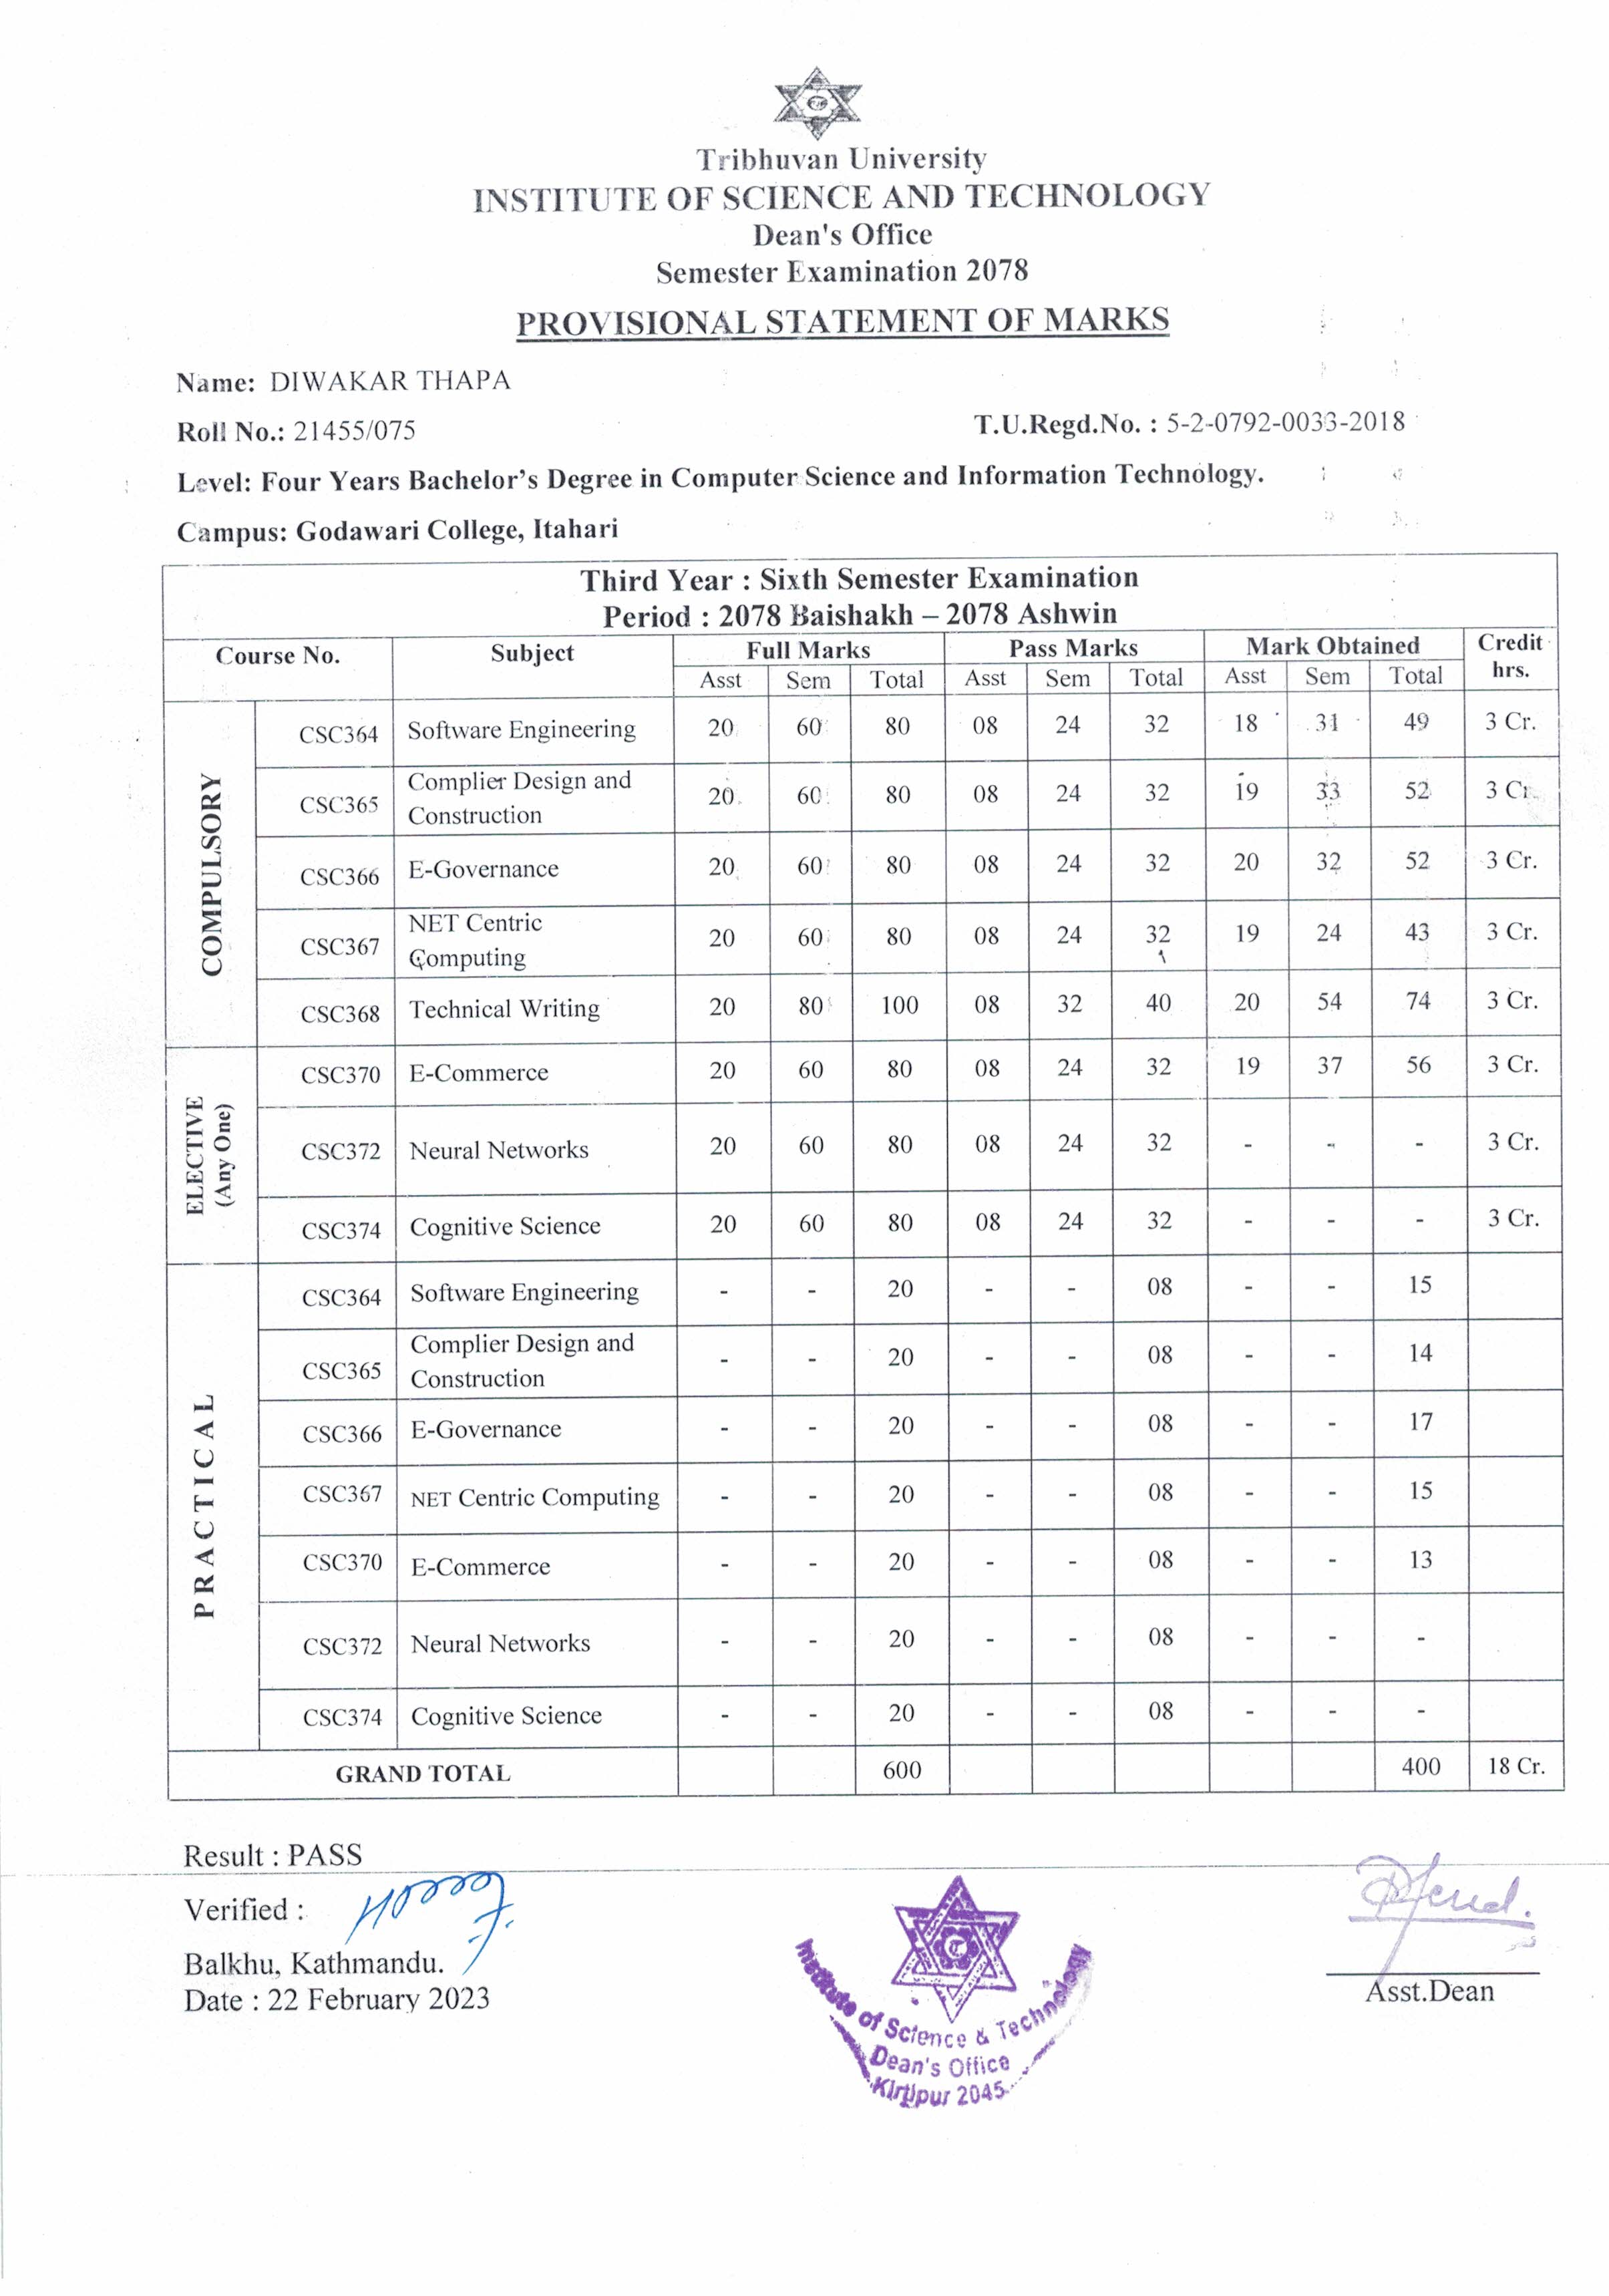 Tribhuvan University
INSTITUTE OF SCIENCE AND TECHNOLOGY
Dean's Office
Semester Examination 2078
PROVISIONAL STATEMENT OF MARKS
Name: DIWAKAR THAPA
Roll No.: 21455/075 T.U.Regd.No. : 5-2-0792-0033-2018
Level: Four Years Bachelor's Degree in Computer Science and Information Technology.
Campus: Godawari College, Itahari
Third Year : Sixth Semester Examination
Period : 2078 Baishakh – 2078 Ashwin
Course No. Subject Full Marks Pass Marks Mark Obtained Credit hrs.
Asst Sem Total Asst Sem Total Asst Sem Total
COMPULSORY
CSC364 Software Engineering 20 60 80 08 24 32 18 31 49 3 Cr.
CSC365 Complier Design and Construction 20 60 80 08 24 32 19 33 52 3 Cr.
CSC366 E-Governance 20 60 80 08 24 32 20 32 52 3 Cr.
CSC367 NET Centric Computing 20 60 80 08 24 32 19 24 43 3 Cr.
CSC368 Technical Writing 20 80 100 08 32 40 20 54 74 3 Cr.
ELECTIVE
(Any One)
CSC370 E-Commerce 20 60 80 08 24 32 19 37 56 3 Cr.
CSC372 Neural Networks 20 60 80 08 24 32 - - - 3 Cr.
CSC374 Cognitive Science 20 60 80 08 24 32 - - - 3 Cr.
PRACTICAL
CSC364 Software Engineering - - 20 - - 08 - - 15
CSC365 Complier Design and Construction - - 20 - - 08 - - 14
CSC366 E-Governance - - 20 - - 08 - - 17
CSC367 NET Centric Computing - - 20 - - 08 - - 15
CSC370 E-Commerce - - 20 - - 08 - - 13
CSC372 Neural Networks - - 20 - - 08 - - -
CSC374 Cognitive Science - - 20 - - 08 - - -
GRAND TOTAL 600 400 18 Cr.
Result : PASS
Verified :
Balkhu, Kathmandu.
Date : 22 February 2023
Institute of Science & Technology
Dean's Office
Kirtipur 2045
Asst.Dean